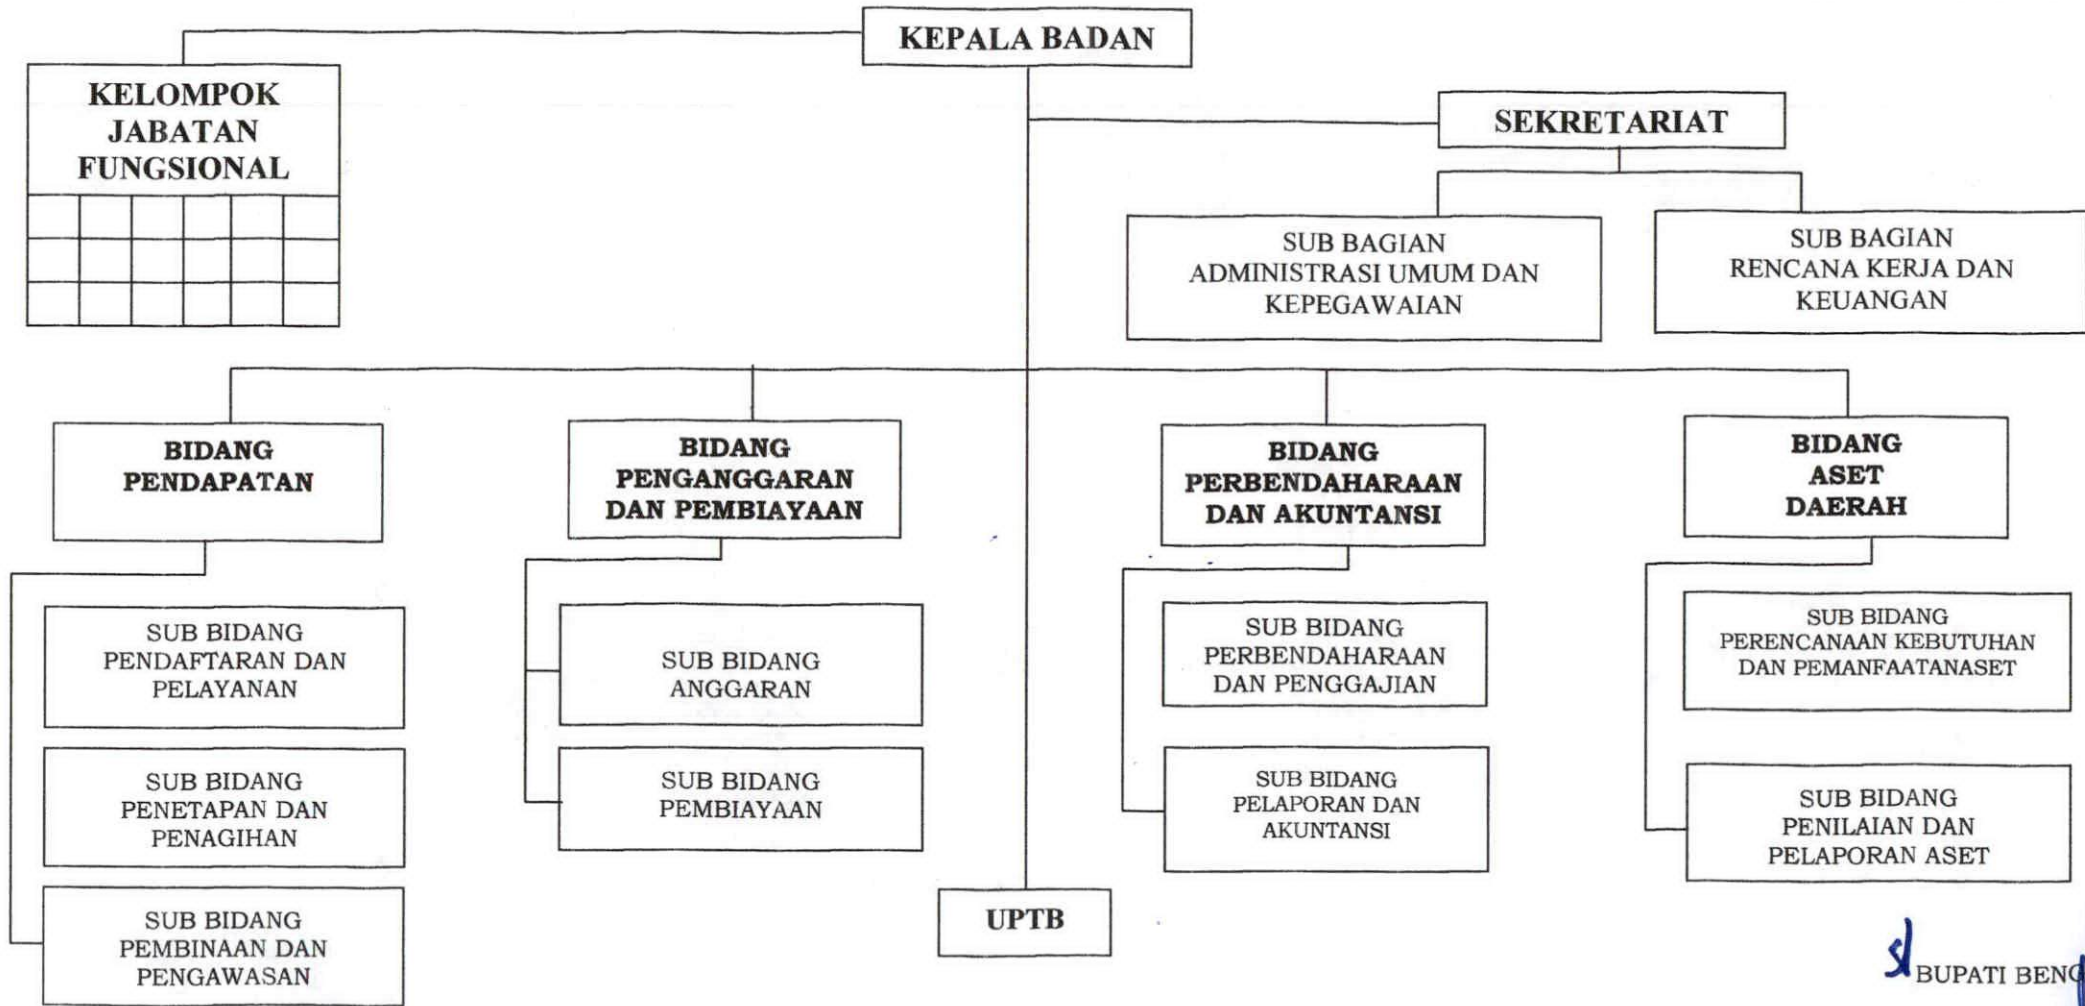 KEPALA BADAN
KELOMPOK
JABATAN
FUNGSIONAL
SEKRETARIAT
SUB BAGIAN
ADMINISTRASI UMUM DAN
KEPEGAWAIAN
SUB BAGIAN
RENCANA KERJA DAN
KEUANGAN
BIDANG
PENDAPATAN
BIDANG
PENGANGGARAN
DAN PEMBIAYAAN
BIDANG
PERBENDAHARAAN
DAN AKUNTANSI
BIDANG
ASET
DAERAH
SUB BIDANG
PENDAFTARAN DAN
PELAYANAN
SUB BIDANG
PENETAPAN DAN
PENAGIHAN
SUB BIDANG
PEMBINAAN DAN
PENGAWASAN
SUB BIDANG
ANGGARAN
SUB BIDANG
PEMBIAYAAN
SUB BIDANG
PERBENDAHARAAN
DAN PENGGAJIAN
SUB BIDANG
PELAPORAN DAN
AKUNTANSI
SUB BIDANG
PERENCANAAN KEBUTUHAN
DAN PEMANFAATANASET
SUB BIDANG
PENILAIAN DAN
PELAPORAN ASET
UPTB
BUPATI BENG